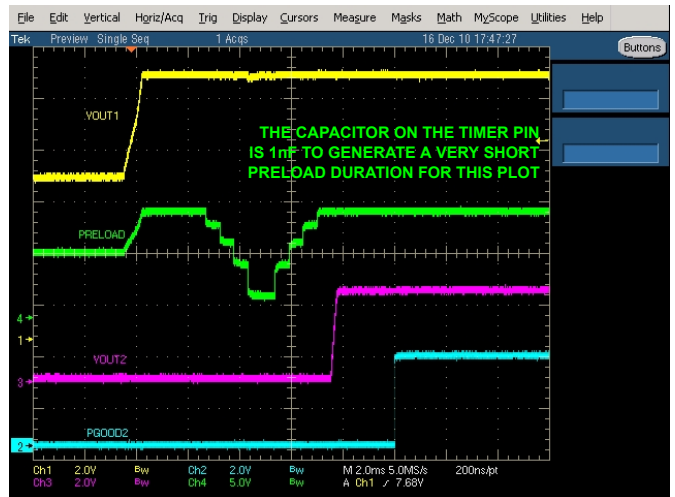 File Edit Vertical Horiz/Acq Trig Display Cursors Measure Masks Math MyScope Utilities Help
Tek Preview Single Seq 1 Acqs 16 Dec 10 17:47:27 Buttons
VOUT1
THE CAPACITOR ON THE TIMER PIN
IS 1nF TO GENERATE A VERY SHORT
PRELOAD DURATION FOR THIS PLOT
PRELOAD
4
1
VOUT2
3
PGOOD2
2
Ch1 2.0V Bw Ch2 2.0V Bw M 2.0ms 5.0MS/s 200ns/pt
Ch3 2.0V Bw Ch4 5.0V Bw A Ch1 7.68V